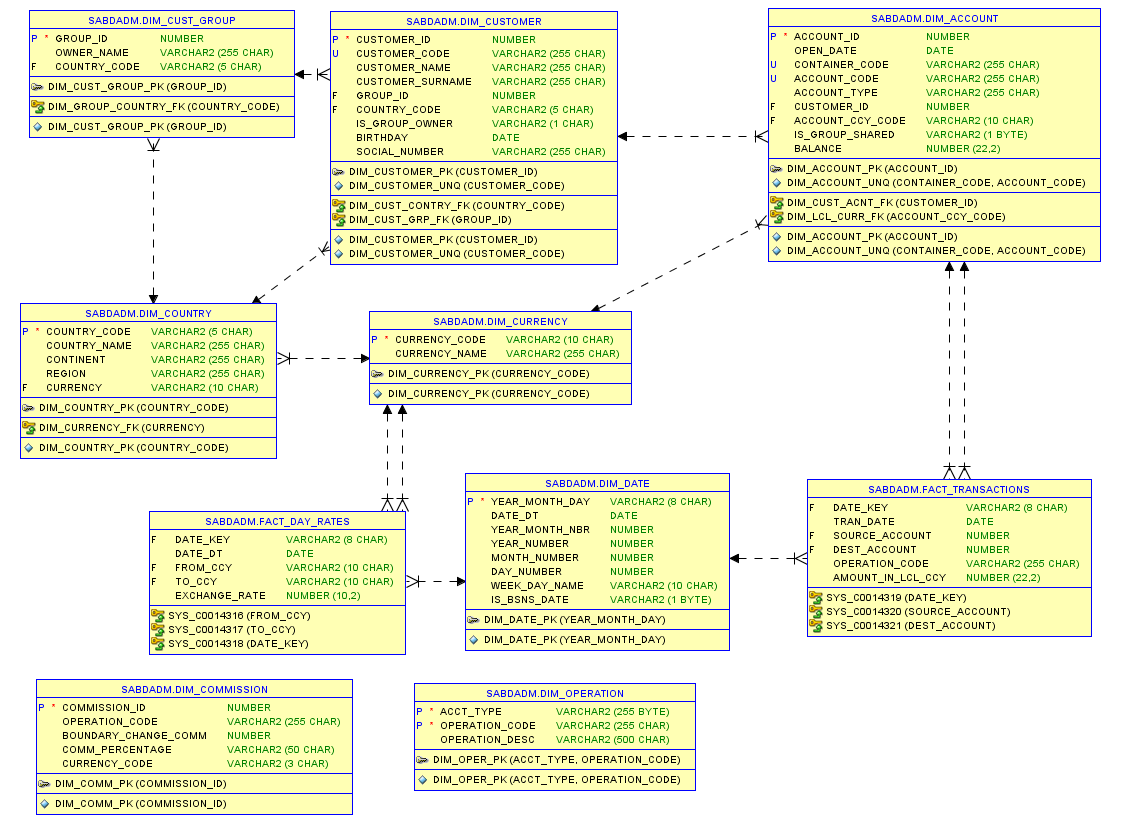 SABDADM.DIM_CUST_GROUP
P * GROUP_ID NUMBER
OWNER_NAME VARCHAR2 (255 CHAR)
F COUNTRY_CODE VARCHAR2 (5 CHAR)
DIM_CUST_GROUP_PK (GROUP_ID)
DIM_GROUP_COUNTRY_FK (COUNTRY_CODE)
DIM_CUST_GROUP_PK (GROUP_ID)
SABDADM.DIM_CUSTOMER
P * CUSTOMER_ID NUMBER
U CUSTOMER_CODE VARCHAR2 (255 CHAR)
CUSTOMER_NAME VARCHAR2 (255 CHAR)
CUSTOMER_SURNAME VARCHAR2 (255 CHAR)
F GROUP_ID NUMBER
F COUNTRY_CODE VARCHAR2 (5 CHAR)
IS_GROUP_OWNER VARCHAR2 (1 CHAR)
BIRTHDAY DATE
SOCIAL_NUMBER VARCHAR2 (255 CHAR)
DIM_CUSTOMER_PK (CUSTOMER_ID)
DIM_CUSTOMER_UNQ (CUSTOMER_CODE)
DIM_CUST_CONTRY_FK (COUNTRY_CODE)
DIM_CUST_GRP_FK (GROUP_ID)
DIM_CUSTOMER_PK (CUSTOMER_ID)
DIM_CUSTOMER_UNQ (CUSTOMER_CODE)
SABDADM.DIM_ACCOUNT
P * ACCOUNT_ID NUMBER
OPEN_DATE DATE
U CONTAINER_CODE VARCHAR2 (255 CHAR)
U ACCOUNT_CODE VARCHAR2 (255 CHAR)
ACCOUNT_TYPE VARCHAR2 (255 CHAR)
F CUSTOMER_ID NUMBER
F ACCOUNT_CCY_CODE VARCHAR2 (10 CHAR)
IS_GROUP_SHARED VARCHAR2 (1 BYTE)
BALANCE NUMBER (22,2)
DIM_ACCOUNT_PK (ACCOUNT_ID)
DIM_ACCOUNT_UNQ (CONTAINER_CODE, ACCOUNT_CODE)
DIM_CUST_ACNT_FK (CUSTOMER_ID)
DIM_LCL_CURR_FK (ACCOUNT_CCY_CODE)
DIM_ACCOUNT_PK (ACCOUNT_ID)
DIM_ACCOUNT_UNQ (CONTAINER_CODE, ACCOUNT_CODE)
SABDADM.DIM_COUNTRY
P * COUNTRY_CODE VARCHAR2 (5 CHAR)
COUNTRY_NAME VARCHAR2 (255 CHAR)
CONTINENT VARCHAR2 (255 CHAR)
REGION VARCHAR2 (255 CHAR)
F CURRENCY VARCHAR2 (10 CHAR)
DIM_COUNTRY_PK (COUNTRY_CODE)
DIM_CURRENCY_FK (CURRENCY)
DIM_COUNTRY_PK (COUNTRY_CODE)
SABDADM.DIM_CURRENCY
P * CURRENCY_CODE VARCHAR2 (10 CHAR)
CURRENCY_NAME VARCHAR2 (255 CHAR)
DIM_CURRENCY_PK (CURRENCY_CODE)
DIM_CURRENCY_PK (CURRENCY_CODE)
SABDADM.FACT_DAY_RATES
F DATE_KEY VARCHAR2 (8 CHAR)
DATE_DT DATE
F FROM_CCY VARCHAR2 (10 CHAR)
F TO_CCY VARCHAR2 (10 CHAR)
EXCHANGE_RATE NUMBER (10,2)
SYS_C0014316 (FROM_CCY)
SYS_C0014317 (TO_CCY)
SYS_C0014318 (DATE_KEY)
SABDADM.DIM_DATE
P * YEAR_MONTH_DAY VARCHAR2 (8 CHAR)
DATE_DT DATE
YEAR_MONTH_NBR NUMBER
YEAR_NUMBER NUMBER
MONTH_NUMBER NUMBER
DAY_NUMBER NUMBER
WEEK_DAY_NAME VARCHAR2 (10 CHAR)
IS_BSNS_DATE VARCHAR2 (1 BYTE)
DIM_DATE_PK (YEAR_MONTH_DAY)
DIM_DATE_PK (YEAR_MONTH_DAY)
SABDADM.FACT_TRANSACTIONS
F DATE_KEY VARCHAR2 (8 CHAR)
TRAN_DATE DATE
F SOURCE_ACCOUNT NUMBER
F DEST_ACCOUNT NUMBER
OPERATION_CODE VARCHAR2 (255 CHAR)
AMOUNT_IN_LCL_CCY NUMBER (22,2)
SYS_C0014319 (DATE_KEY)
SYS_C0014320 (SOURCE_ACCOUNT)
SYS_C0014321 (DEST_ACCOUNT)
SABDADM.DIM_COMMISSION
P * COMMISSION_ID NUMBER
OPERATION_CODE VARCHAR2 (255 CHAR)
BOUNDARY_CHANGE_COMM NUMBER
COMM_PERCENTAGE VARCHAR2 (50 CHAR)
CURRENCY_CODE VARCHAR2 (3 CHAR)
DIM_COMM_PK (COMMISSION_ID)
DIM_COMM_PK (COMMISSION_ID)
SABDADM.DIM_OPERATION
P * ACCT_TYPE VARCHAR2 (255 BYTE)
P * OPERATION_CODE VARCHAR2 (255 CHAR)
OPERATION_DESC VARCHAR2 (500 CHAR)
DIM_OPER_PK (ACCT_TYPE, OPERATION_CODE)
DIM_OPER_PK (ACCT_TYPE, OPERATION_CODE)